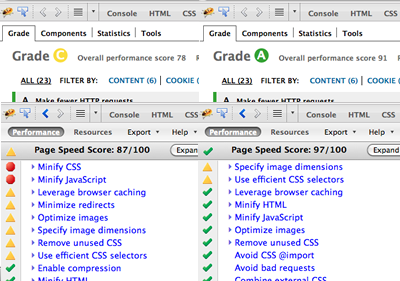 Console HTML CSS
Grade Components Statistics Tools
Grade C Overall performance score 78
ALL (23) FILTER BY: CONTENT (6) COOKIE (
A Make fewer HTTP requests
Console HTML CSS
Grade Components Statistics Tools
Grade A Overall performance score 91
ALL (23) FILTER BY: CONTENT (6) COOKIE
A Make fewer HTTP requests
Console HTML CSS
Performance Resources Export Help
Page Speed Score: 87/100 Expan
Minify CSS
Minify JavaScript
Leverage browser caching
Minimize redirects
Optimize images
Specify image dimensions
Remove unused CSS
Use efficient CSS selectors
Enable compression
Minify HTML
Console HTML CSS
Performance Resources Export Help
Page Speed Score: 97/100 Expan
Specify image dimensions
Use efficient CSS selectors
Leverage browser caching
Minify HTML
Minify JavaScript
Optimize images
Remove unused CSS
Avoid CSS @import
Avoid bad requests
Combine external CSS